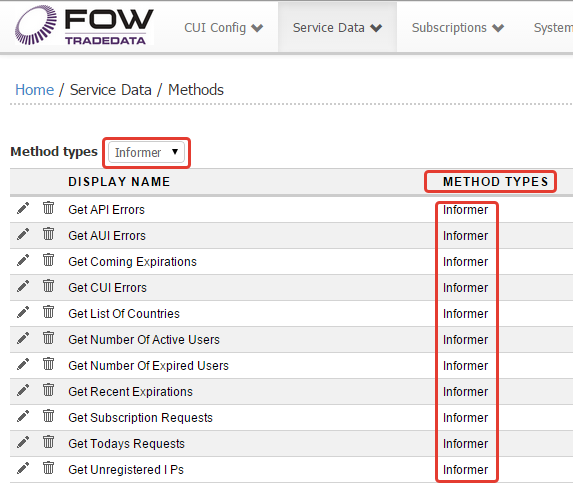 FOW
TRADEDATA
CUI Config Service Data Subscriptions System
Home / Service Data / Methods
Method types Informer
DISPLAY NAME METHOD TYPES
Get API Errors Informer
Get AUI Errors Informer
Get Coming Expirations Informer
Get CUI Errors Informer
Get List Of Countries Informer
Get Number Of Active Users Informer
Get Number Of Expired Users Informer
Get Recent Expirations Informer
Get Subscription Requests Informer
Get Todays Requests Informer
Get Unregistered I Ps Informer